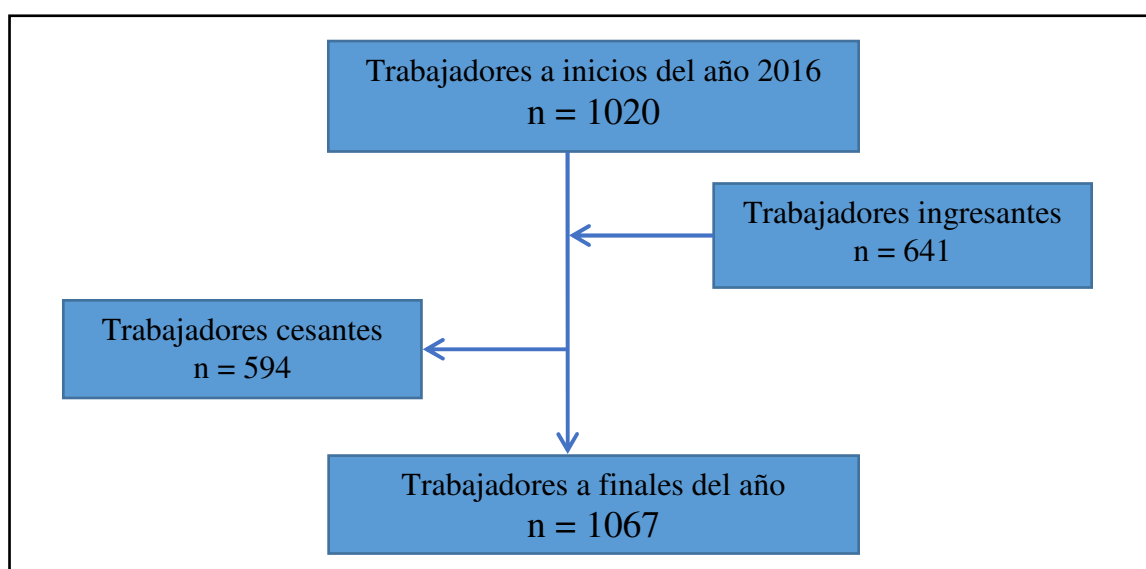 Trabajadores a inicios del año 2016
n = 1020
Trabajadores ingresantes
n = 641
Trabajadores cesantes
n = 594
Trabajadores a finales del año
n = 1067